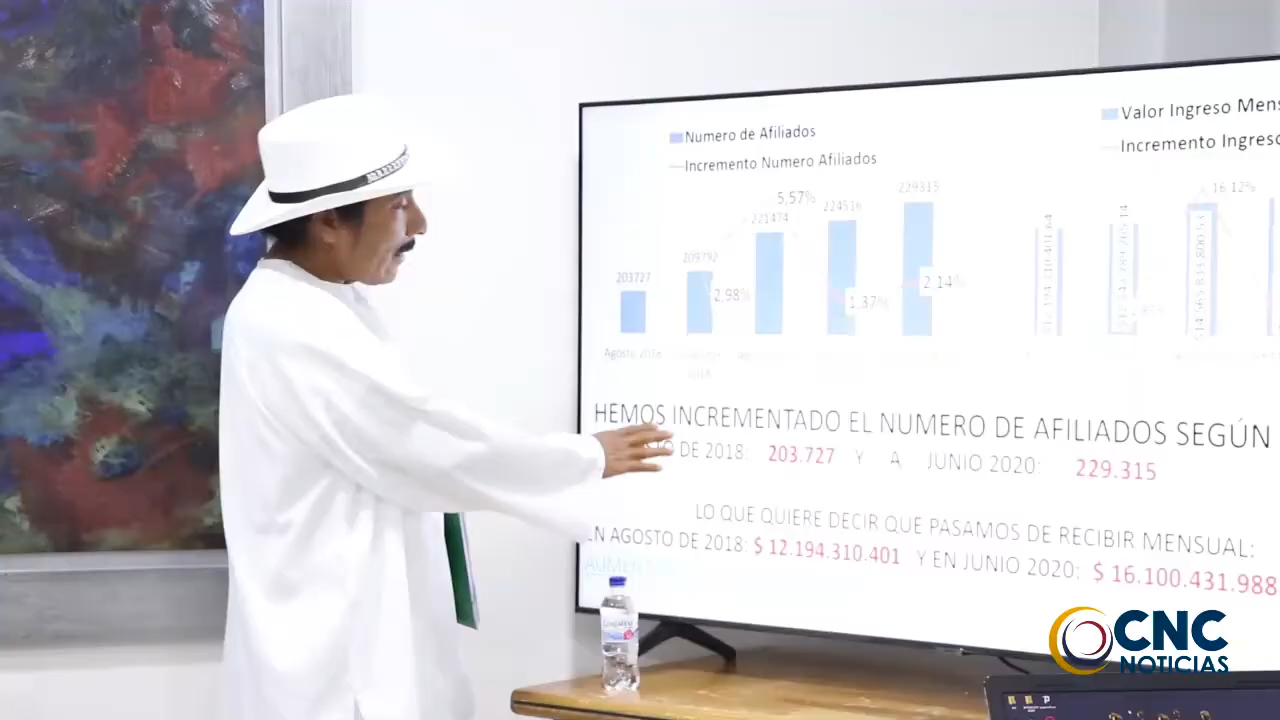 Numero de Afiliados
Incremento Numero Afiliados
Valor Ingreso Mens
Incremento Ingreso
203727
209792
2,98%
221474
5,57%
224516
1,37%
229315
2,14%
16.12%
Agosto 2018
HEMOS INCREMENTADO EL NUMERO DE AFILIADOS SEGÚN
TO DE 2018: 203.727 Y A JUNIO 2020: 229.315
LO QUE QUIERE DECIR QUE PASAMOS DE RECIBIR MENSUAL:
EN AGOSTO DE 2018: $ 12.194.310.401 Y EN JUNIO 2020: $ 16.100.431.988
CNC
NOTICIAS